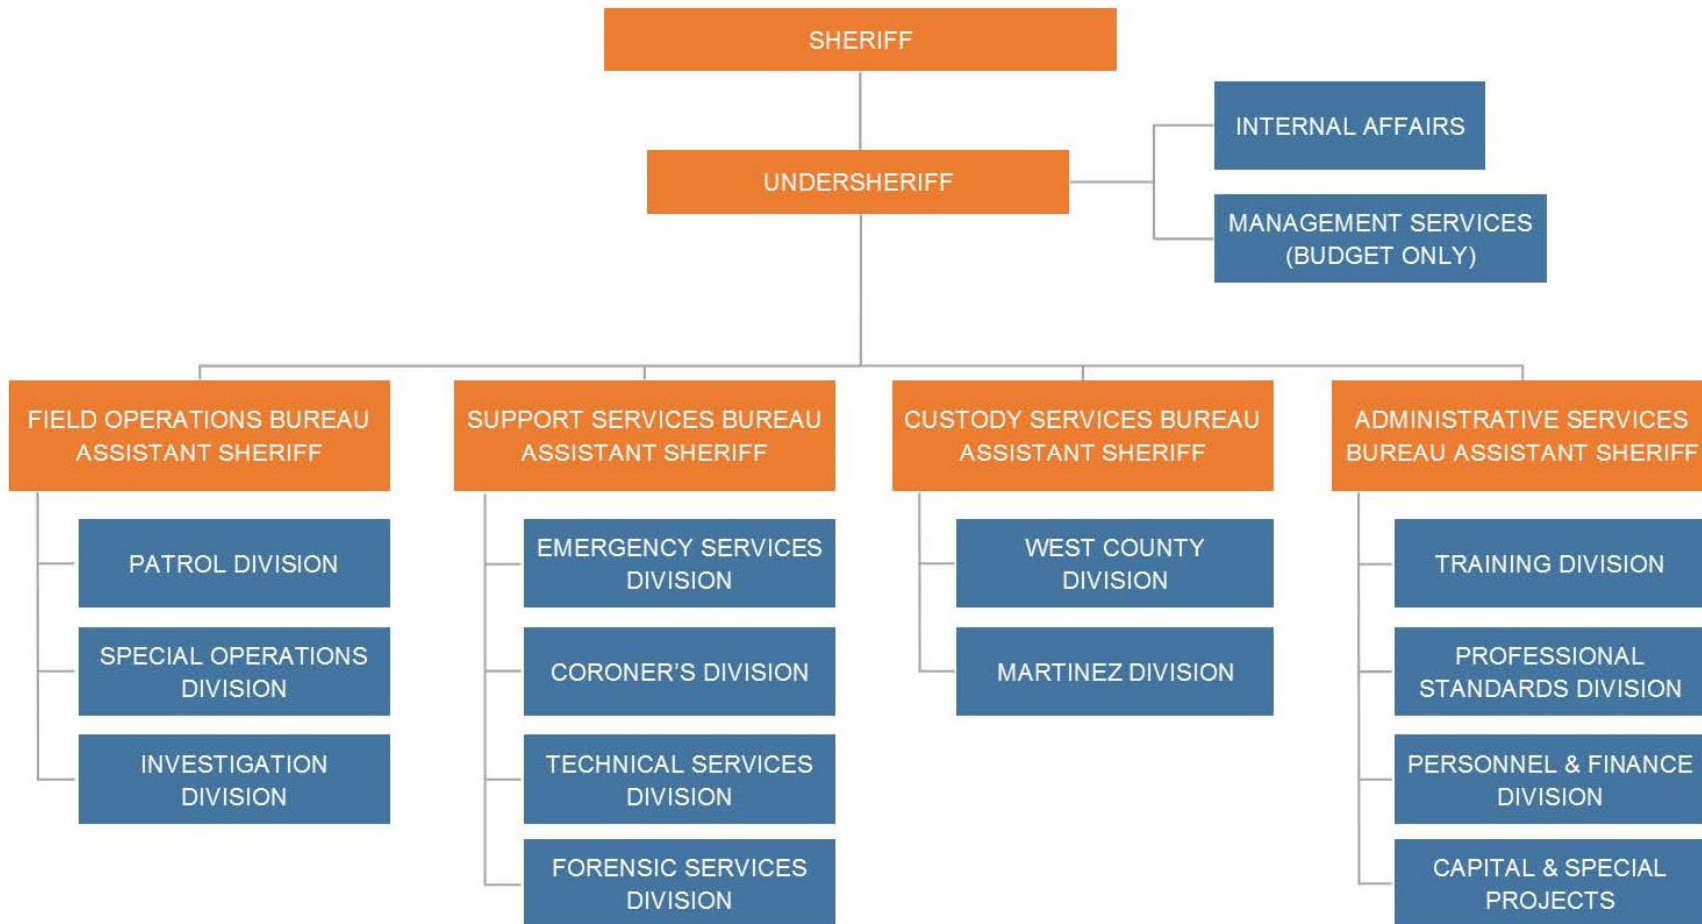 SHERIFF
INTERNAL AFFAIRS
UNDERSHERIFF
MANAGEMENT SERVICES
(BUDGET ONLY)
FIELD OPERATIONS BUREAU
ASSISTANT SHERIFF
PATROL DIVISION
SPECIAL OPERATIONS
DIVISION
INVESTIGATION
DIVISION
SUPPORT SERVICES BUREAU
ASSISTANT SHERIFF
EMERGENCY SERVICES
DIVISION
CORONER’S DIVISION
TECHNICAL SERVICES
DIVISION
FORENSIC SERVICES
DIVISION
CUSTODY SERVICES BUREAU
ASSISTANT SHERIFF
WEST COUNTY
DIVISION
MARTINEZ DIVISION
ADMINISTRATIVE SERVICES
BUREAU ASSISTANT SHERIFF
TRAINING DIVISION
PROFESSIONAL
STANDARDS DIVISION
PERSONNEL & FINANCE
DIVISION
CAPITAL & SPECIAL
PROJECTS